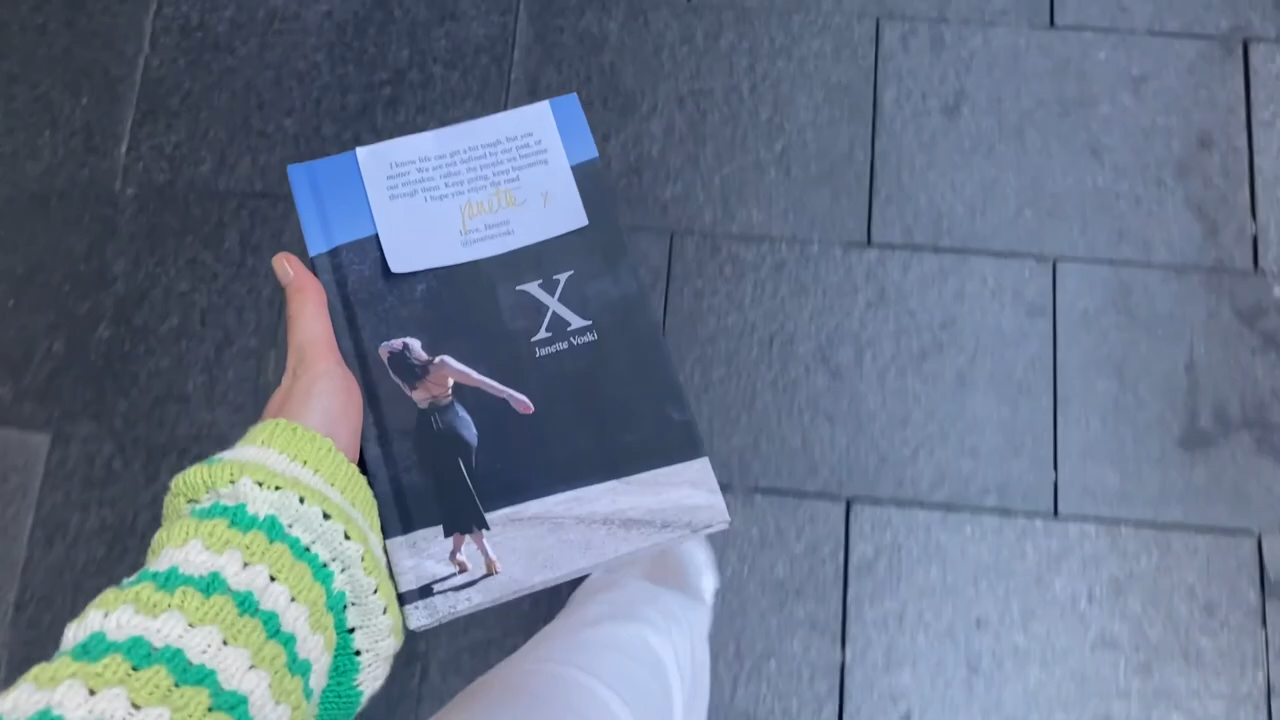 I know life can get a bit tough, but you
matter. We are not defined by our past, or
our mistakes, rather, the people we become
through them. Keep going, keep becoming
I hope you enjoy the read
Janette x
Love, Janette
@janettevoski
X
Janette Voski